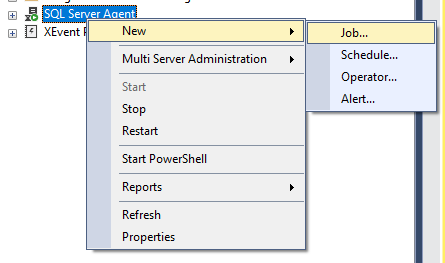 SQL Server Agent
XEvent
New
Multi Server Administration
Start
Stop
Restart
Start PowerShell
Reports
Refresh
Properties
Job...
Schedule...
Operator...
Alert...